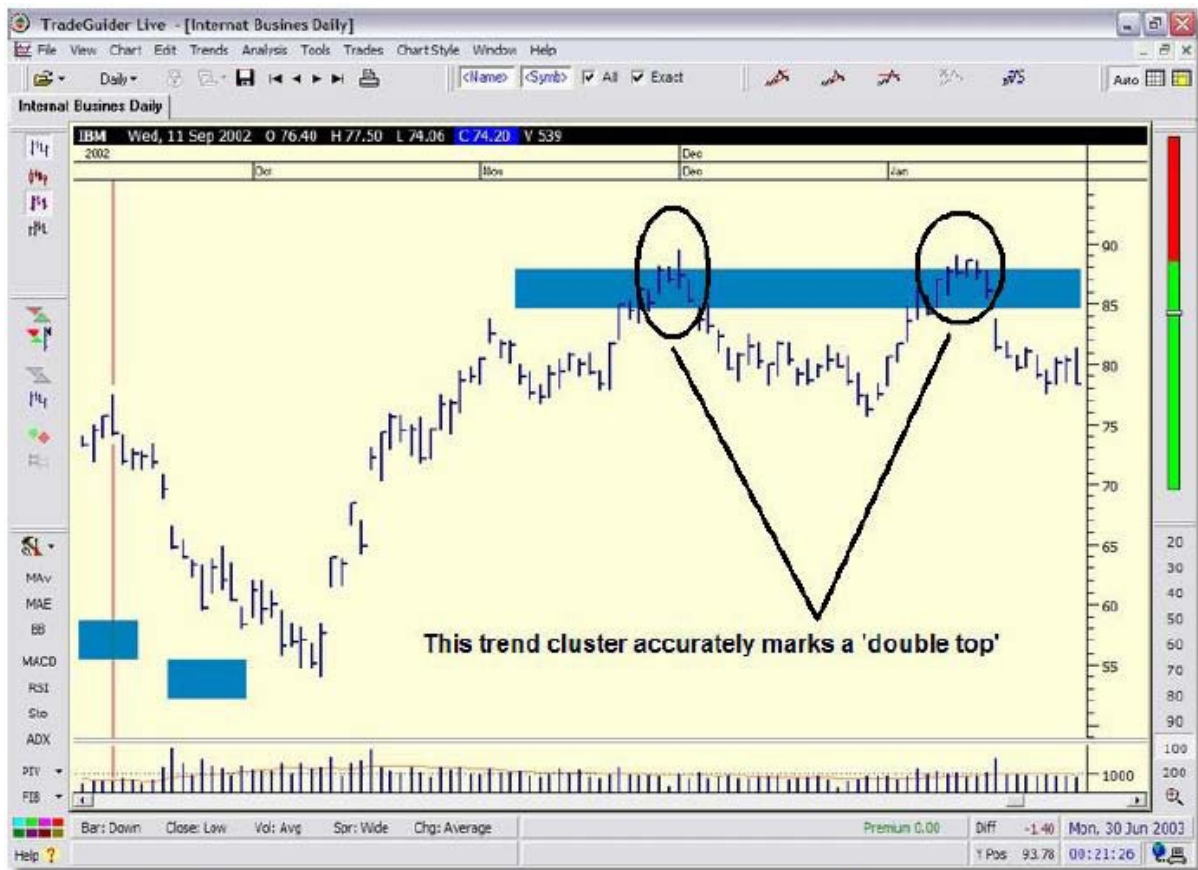 TradeGuider Live - [Internat Busines Daily]
File View Chart Edit Trends Analysis Tools Trades ChartStyle Window Help
Daily <Name> <Symb> All Exact Auto
Internat Busines Daily
IBM Wed, 11 Sep 2002 O 76.40 H 77.50 L 74.06 C 74.20 V 539
2002 Dec
Oct Nov Dec Jan
90
85
80
75
70
65
60
55
This trend cluster accurately marks a 'double top'
1000
MAv
MAE
BB
MACD
RSI
Sto
ADX
PIV
FIB
20
30
40
50
60
70
80
90
100
200
Bar: Down Close: Low Vol: Avg Spr: Wide Chg: Average Premium 0.00 Diff -1.40 Mon, 30 Jun 2003
Help ? Y Pos 93.78 00:21:26